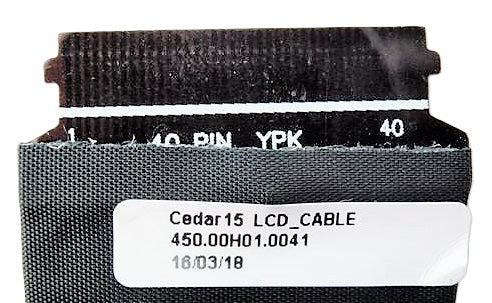 1 40 PIN YPK 40
Cedar15 LCD_CABLE
450.00H01.0041
16/03/18